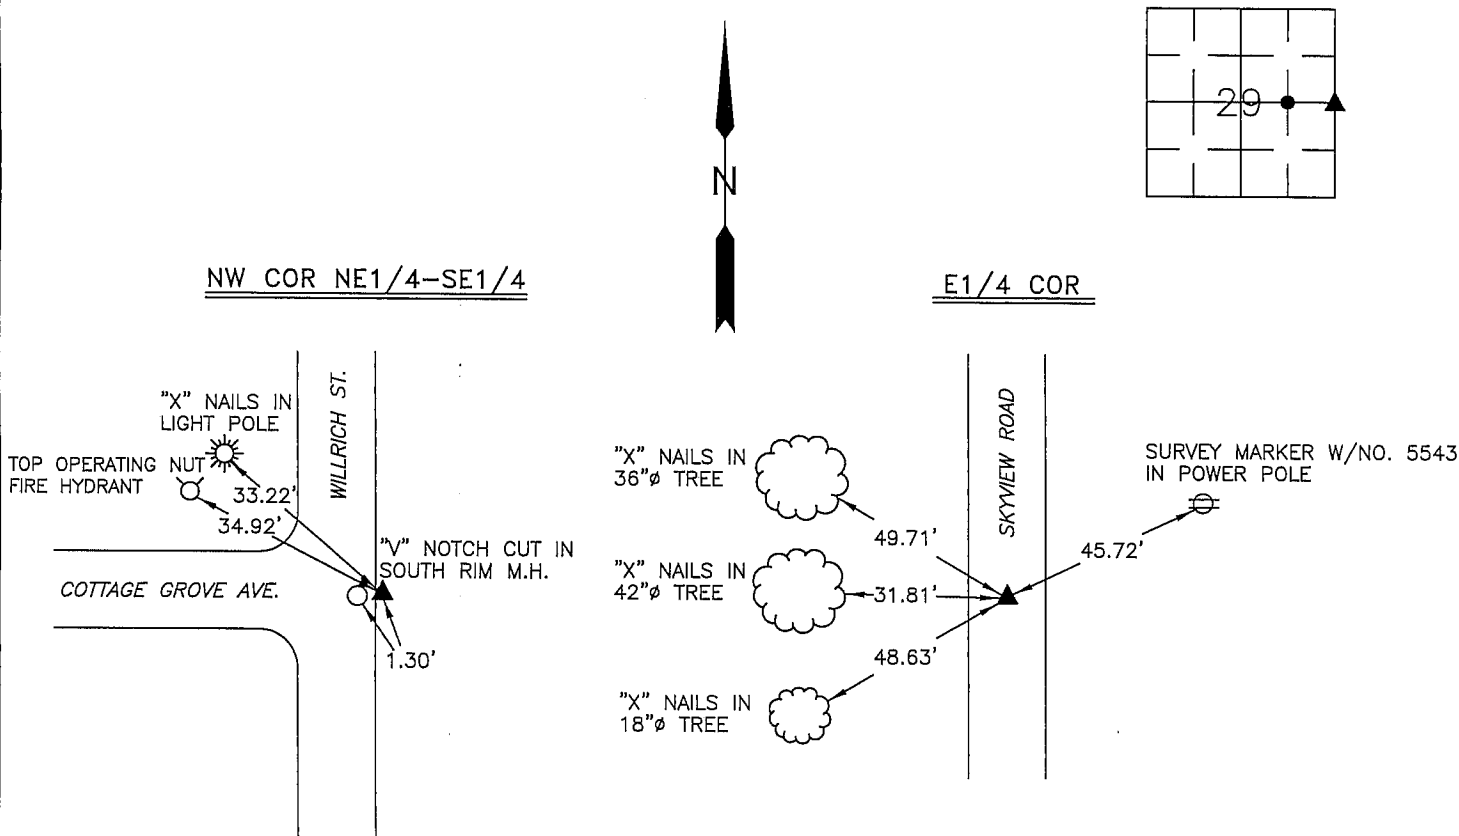 29
N
NW COR NE1/4-SE1/4
E1/4 COR
"X" NAILS IN
LIGHT POLE
TOP OPERATING NUT
FIRE HYDRANT
33.22'
34.92'
WILLRICH ST.
"V" NOTCH CUT IN
SOUTH RIM M.H.
COTTAGE GROVE AVE.
1.30'
"X" NAILS IN
36"ø TREE
49.71'
"X" NAILS IN
42"ø TREE
31.81'
48.63'
"X" NAILS IN
18"ø TREE
SKYVIEW ROAD
SURVEY MARKER W/NO. 5543
IN POWER POLE
45.72'